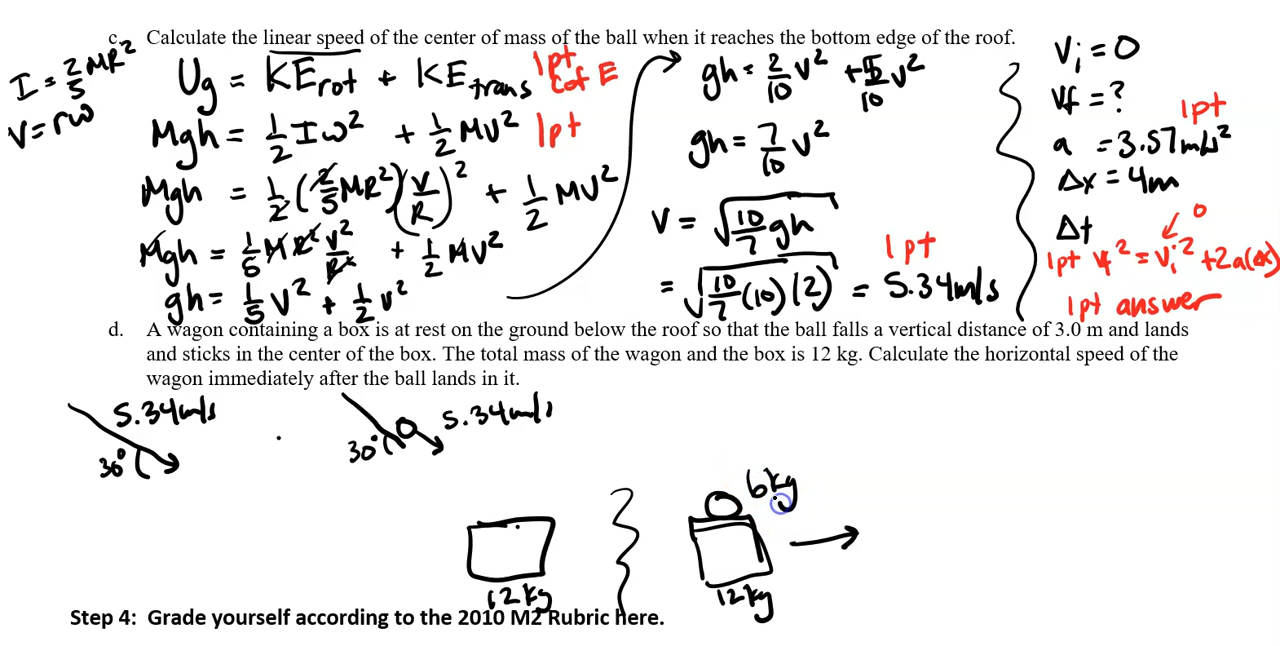 c. Calculate the linear speed of the center of mass of the ball when it reaches the bottom edge of the roof.
I = 2/5 MR²
V = rω
Ug = KErot + KEtrans 1pt Cof E
Mgh = 1/2 Iω² + 1/2 MV² 1pt
Mgh = 1/2 (2/5 MR²)(V/R)² + 1/2 MV²
Mgh = 1/5 MR² V²/R² + 1/2 MV²
gh = 1/5 V² + 1/2 V²
gh = 2/10 V² + 5/10 V²
gh = 7/10 V²
V = √(10/7 gh)
= √(10/7 (10)(2)) = 5.34m/s 1pt
Vi = 0
Vf = ?
a = 3.57m/s² 1pt
Δx = 4m
Δt
1pt Vf² = Vi² + 2a(Δx) 0
1pt answer
d. A wagon containing a box is at rest on the ground below the roof so that the ball falls a vertical distance of 3.0 m and lands
and sticks in the center of the box. The total mass of the wagon and the box is 12 kg. Calculate the horizontal speed of the
wagon immediately after the ball lands in it.
5.34m/s
30°
5.34m/s
30°
6kg
12kg
12kg
Step 4: Grade yourself according to the 2010 M2 Rubric here.